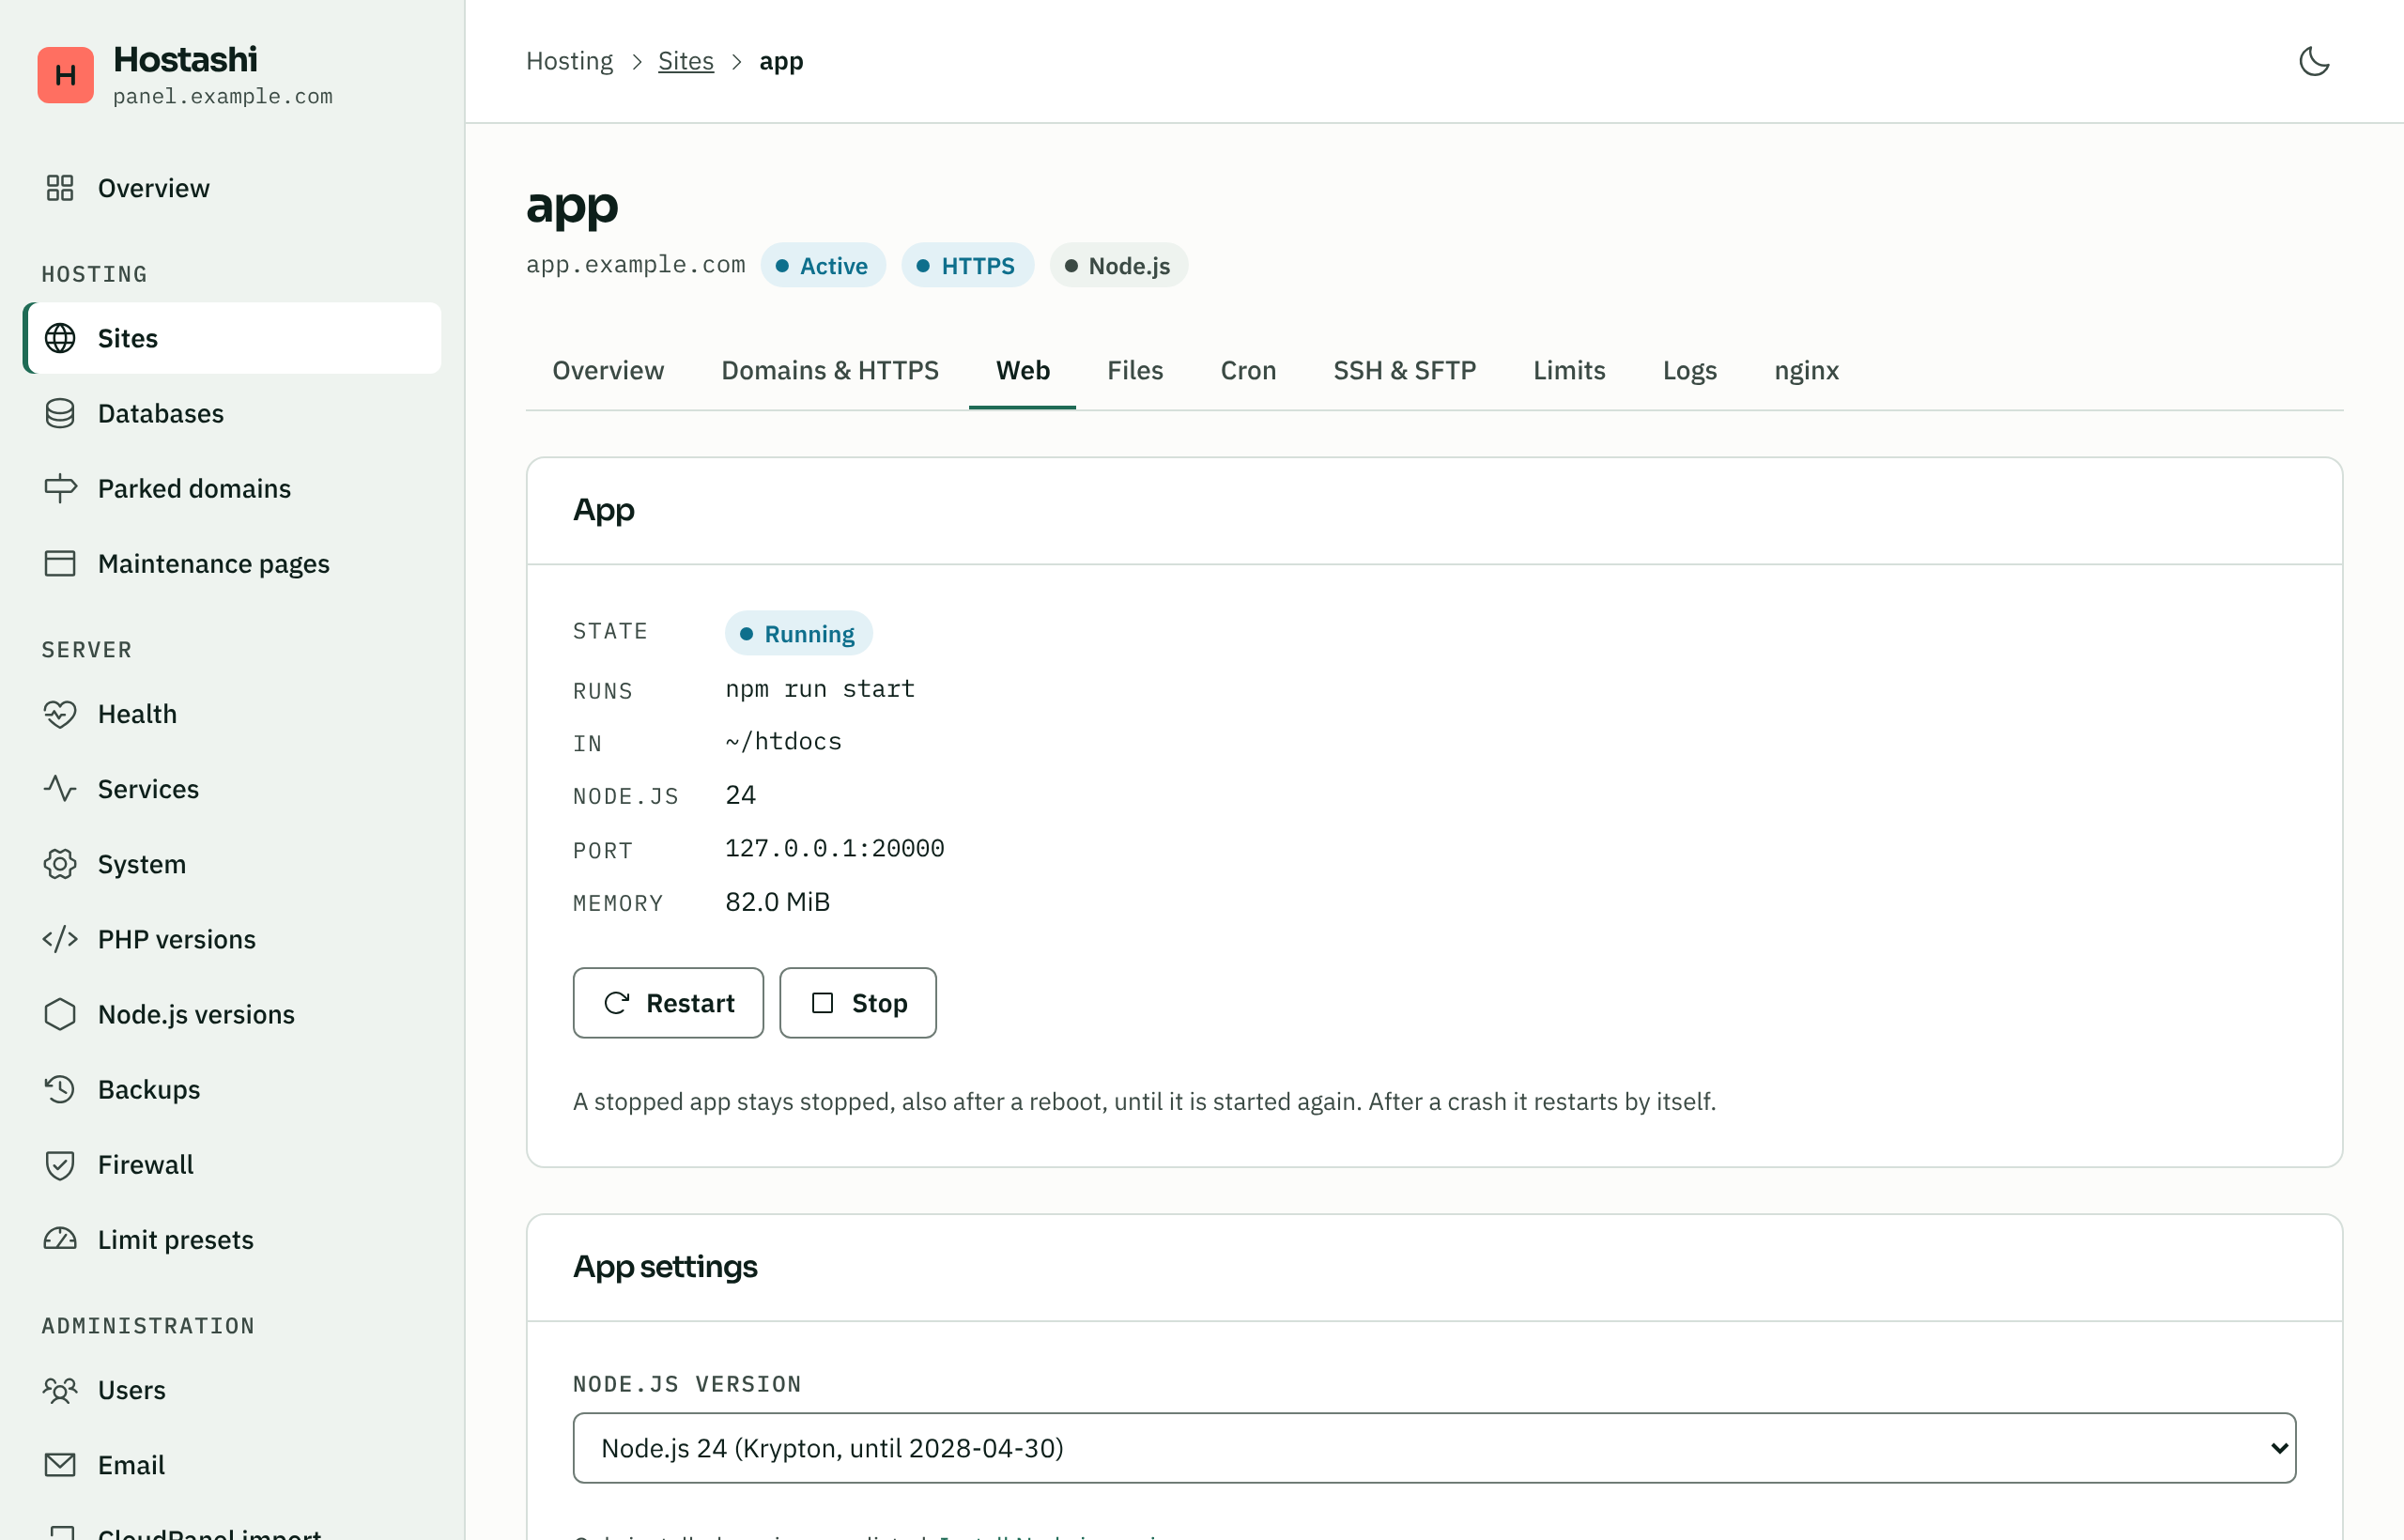 H
Hostashi
panel.example.com
Overview
HOSTING
Sites
Databases
Parked domains
Maintenance pages
SERVER
Health
Services
System
PHP versions
Node.js versions
Backups
Firewall
Limit presets
ADMINISTRATION
Users
Email
CloudPanel import
Hosting > Sites > app
app
app.example.com Active HTTPS Node.js
Overview Domains & HTTPS Web Files Cron SSH & SFTP Limits Logs nginx
App
STATE Running
RUNS npm run start
IN ~/htdocs
NODE.JS 24
PORT 127.0.0.1:20000
MEMORY 82.0 MiB
Restart Stop
A stopped app stays stopped, also after a reboot, until it is started again. After a crash it restarts by itself.
App settings
NODE.JS VERSION
Node.js 24 (Krypton, until 2028-04-30)